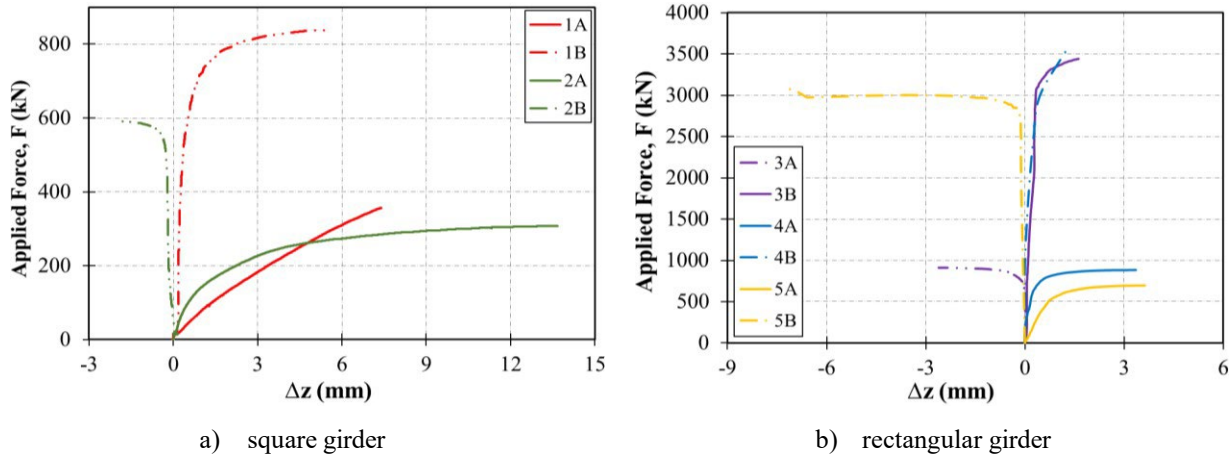 Applied Force, F (kN)
800
600
400
200
0
-3 0 3 6 9 12 15
Δz (mm)
1A
1B
2A
2B
a) square girder
Applied Force, F (kN)
4000
3500
3000
2500
2000
1500
1000
500
0
-9 -6 -3 0 3 6
Δz (mm)
3A
3B
4A
4B
5A
5B
b) rectangular girder